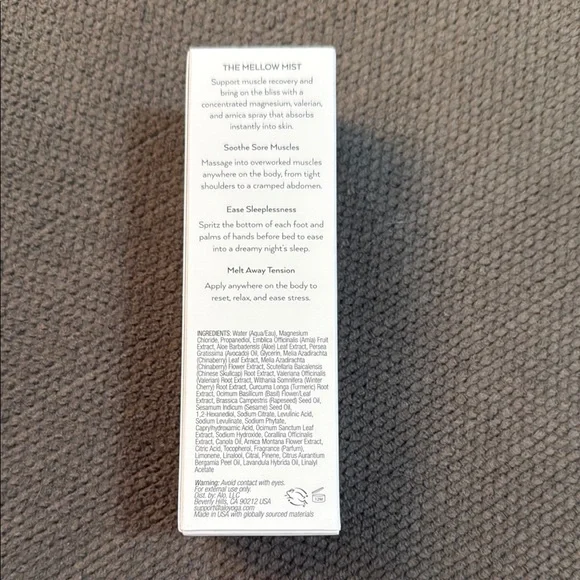 THE MELLOW MIST
Support muscle recovery and
bring on the bliss with a
concentrated magnesium, valerian,
and arnica spray that absorbs
instantly into skin.
Soothe Sore Muscles
Massage into overworked muscles
anywhere on the body, from tight
shoulders to a cramped abdomen.
Ease Sleeplessness
Spritz the bottom of each foot and
palms of hands before bed to ease
into a dreamy night's sleep.
Melt Away Tension
Apply anywhere on the body to
reset, relax, and ease stress.
INGREDIENTS: Water (Aqua/Eau), Magnesium
Chloride, Propanediol, Emblica Officinalis (Amla) Fruit
Extract, Aloe Barbadensis (Aloe) Leaf Extract, Persea
Gratissima (Avocado) Oil, Glycerin, Melia Azadirachta
(Chinaberry) Leaf Extract, Melia Azadirachta
(Chinaberry) Flower Extract, Scutellaria Baicalensis
(Chinese Skullcap) Root Extract, Valeriana Officinalis
(Valerian) Root Extract, Withania Somnifera (Winter
Cherry) Root Extract, Curcuma Longa (Turmeric) Root
Extract, Ocimum Basilicum (Basil) Flower/Leaf
Extract, Brassica Campestris (Rapeseed) Seed Oil,
Sesamum Indicum (Sesame) Seed Oil,
1,2-Hexanediol, Sodium Citrate, Levulinic Acid,
Sodium Levulinate, Sodium Phytate,
Caprylhydroxamic Acid, Ocimum Sanctum Leaf
Extract, Sodium Hydroxide, Corallina Officinalis
Extract, Canola Oil, Arnica Montana Flower Extract,
Citric Acid, Tocopherol, Fragrance (Parfum),
Limonene, Linalool, Citral, Pinene, Citrus Aurantium
Bergamia Peel Oil, Lavandula Hybrida Oil, Linalyl
Acetate
Warning: Avoid contact with eyes.
For external use only.
Dist. by: Alo, LLC
Beverly Hills, CA 90212 USA
support@aloyoga.com
Made in USA with globally sourced materials